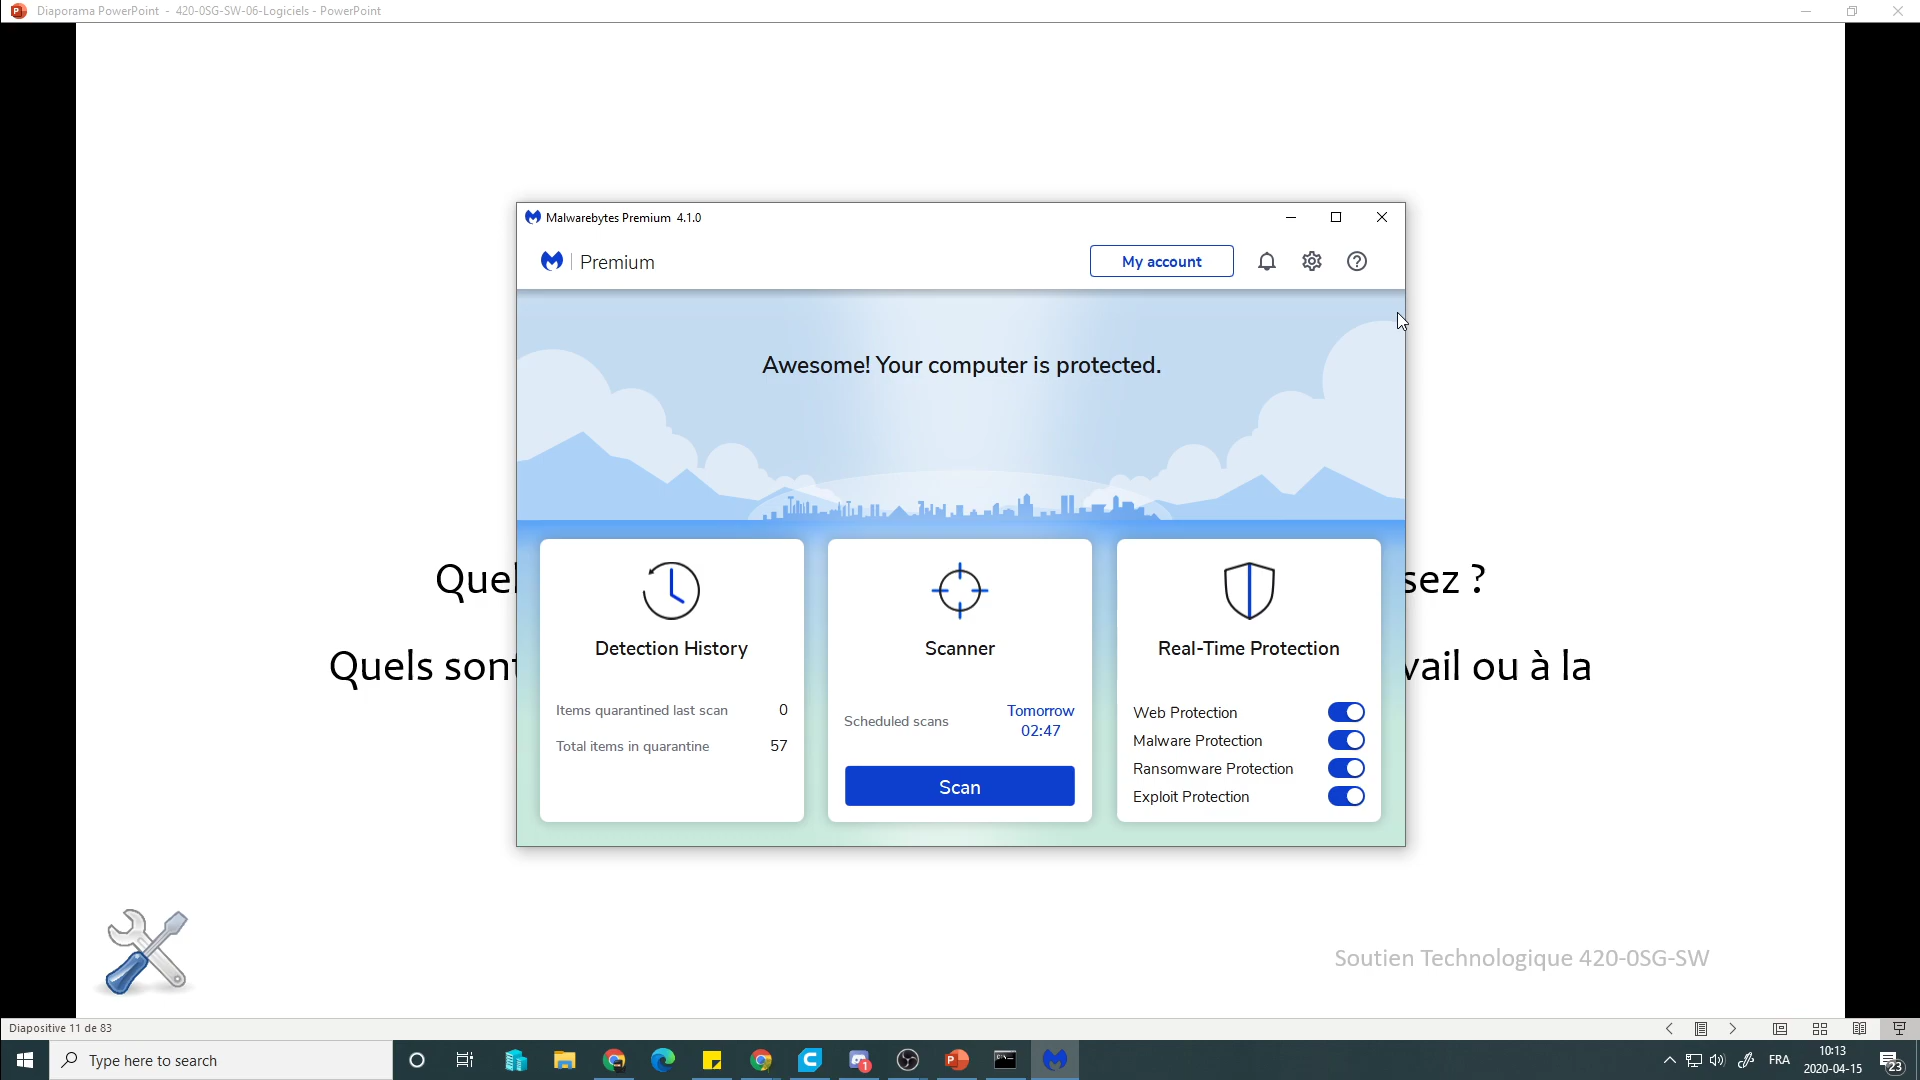 Diaporama PowerPoint - 420-0SG-SW-06-Logiciels - PowerPoint
Malwarebytes Premium 4.1.0
Premium
My account
Awesome! Your computer is protected.
Detection History
Items quarantined last scan 0
Total items in quarantine 57
Scanner
Scheduled scans Tomorrow
02:47
Scan
Real-Time Protection
Web Protection
Malware Protection
Ransomware Protection
Exploit Protection
sez ?
Quels sont
vail ou à la
Soutien Technologique 420-0SG-SW
Diapositive 11 de 83
Type here to search
1
FRA
10:13
2020-04-15
23